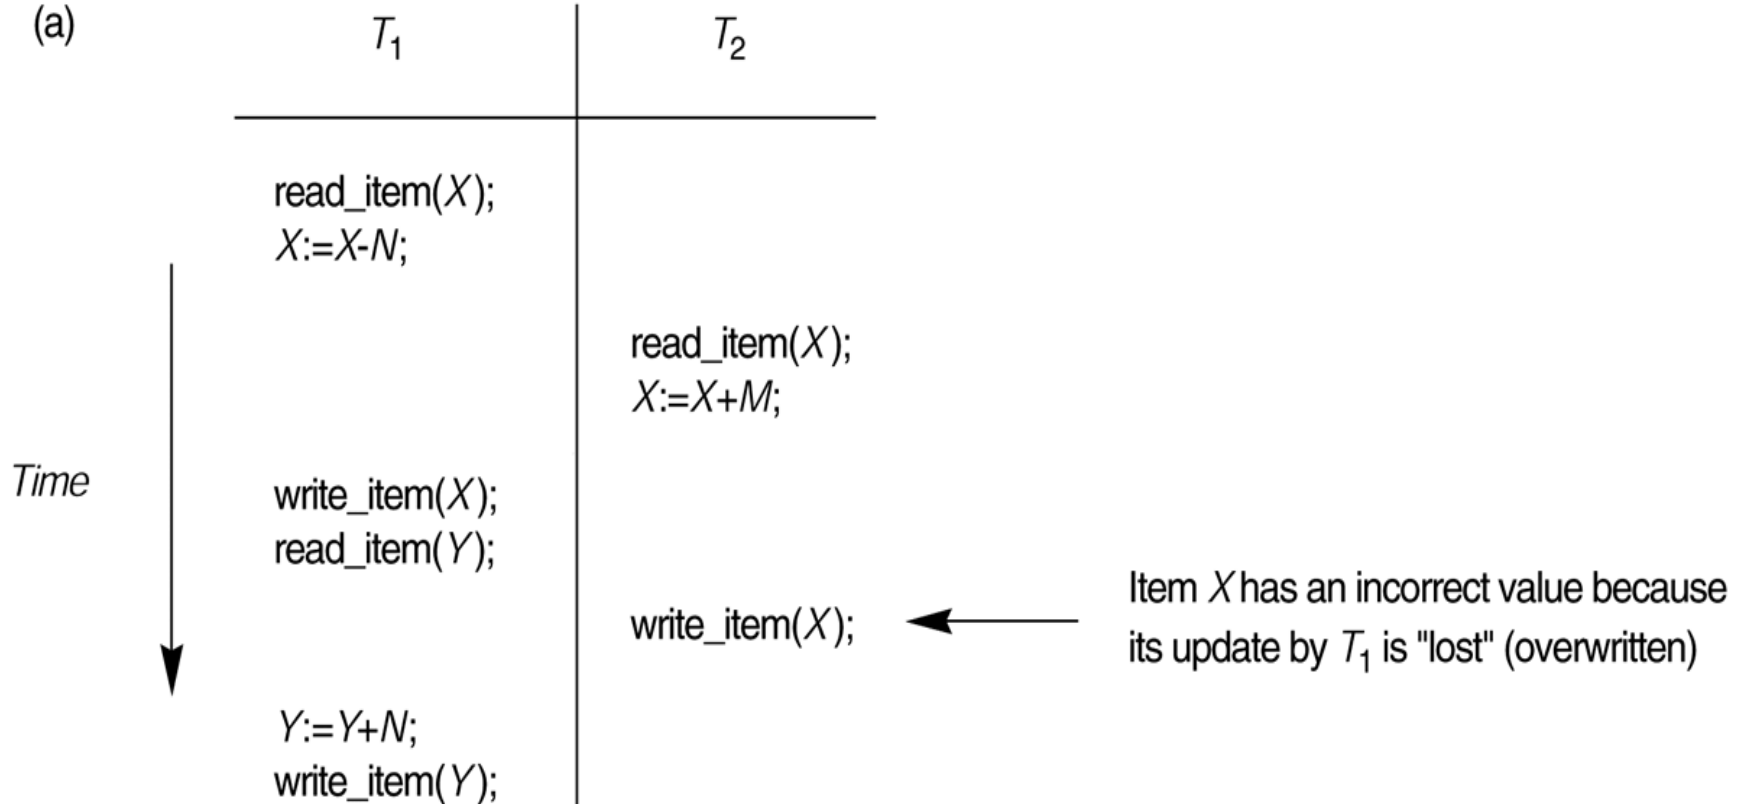 (a)
T1 T2
read_item(X);
X:=X-N;
read_item(X);
X:=X+M;
Time
write_item(X);
read_item(Y);
write_item(X);
Item X has an incorrect value because
its update by T1 is "lost" (overwritten)
Y:=Y+N;
write_item(Y);